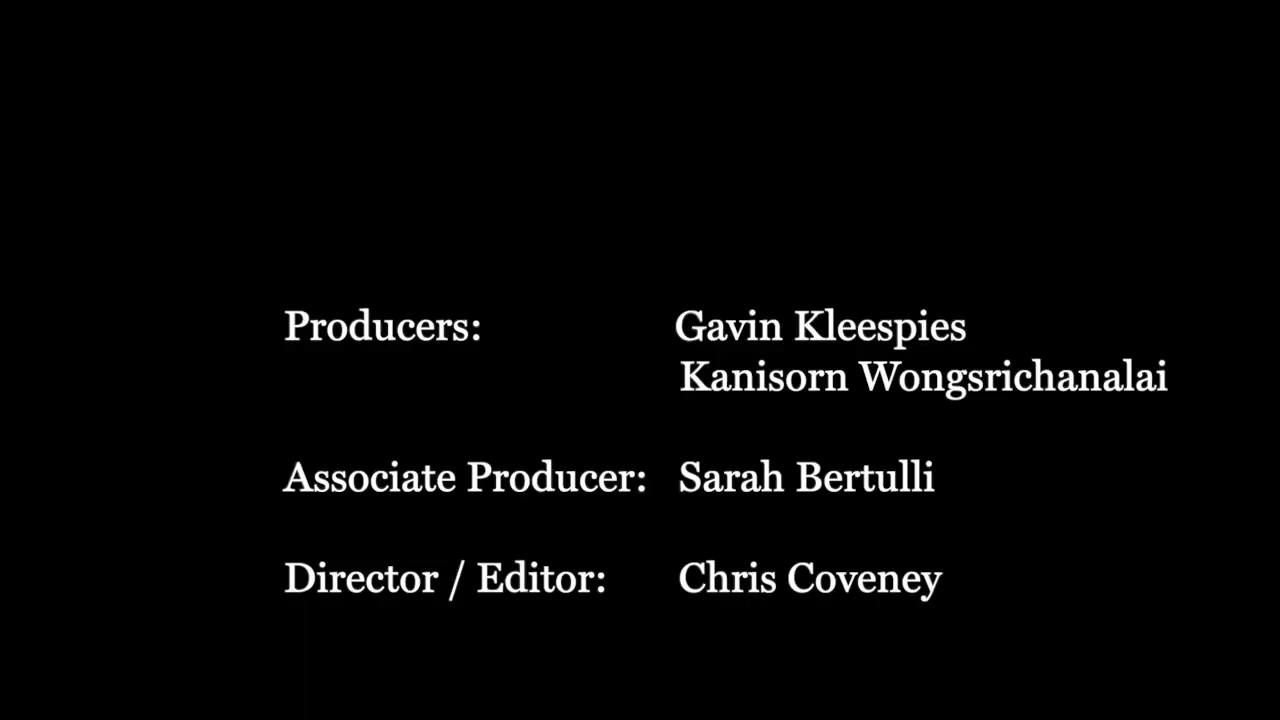 Producers: Gavin Kleespies
Kanisorn Wongsrichanalai
Associate Producer: Sarah Bertulli
Director / Editor: Chris Coveney